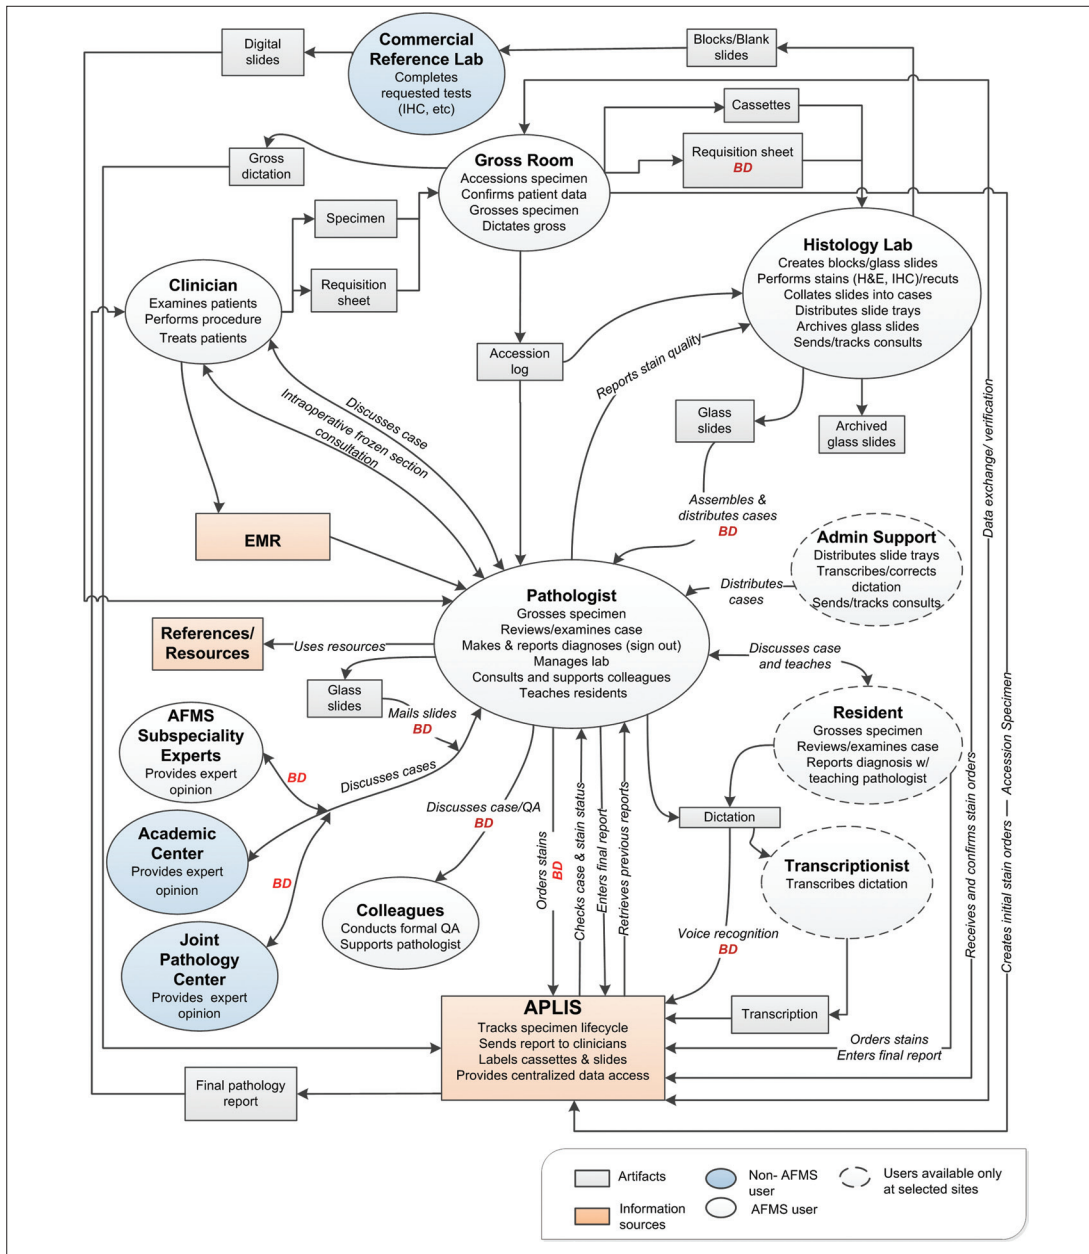 Digital
slides
Commercial
Reference Lab
Completes
requested tests
(IHC, etc)
Blocks/Blank
slides
Cassettes
Requisition sheet
BD
Gross
dictation
Gross Room
Accessions specimen
Confirms patient data
Grosses specimen
Dictates gross
Specimen
Requisition
sheet
Clinician
Examines patients
Performs procedure
Treats patients
Histology Lab
Creates blocks/glass slides
Performs stains (H&E, IHC)/recuts
Collates slides into cases
Distributes slide trays
Archives glass slides
Sends/tracks consults
Accession
log
Reports stain quality
Glass
slides
Archived
glass slides
Discusses case
Intraoperative frozen section
consultation
Data exchange/ verification
Assembles &
distributes cases
BD
EMR
Admin Support
Distributes slide trays
Transcribes/corrects
dictation
Sends/tracks consults
Distributes
cases
Pathologist
Grosses specimen
Reviews/examines case
Makes & reports diagnoses (sign out)
Manages lab
Consults and supports colleagues
Teaches residents
References/
Resources
Uses resources
Discusses case
and teaches
Glass
slides
Mails slides
BD
AFMS
Subspeciality
Experts
Provides expert
opinion
BD
Discusses cases
Resident
Grosses specimen
Reviews/examines case
Reports diagnosis w/
teaching pathologist
Academic
Center
Provides expert
opinion
BD
Discusses case/QA
BD
Orders stains
BD
Checks case & stain status
Enters final report
Retrieves previous reports
Dictation
Transcriptionist
Transcribes dictation
Receives and confirms stain orders
Creates initial stain orders — Accession Specimen
Colleagues
Conducts formal QA
Supports pathologist
Joint
Pathology
Center
Provides expert
opinion
Voice recognition
BD
APLIS
Tracks specimen lifecycle
Sends report to clinicians
Labels cassettes & slides
Provides centralized data access
Transcription
Orders stains
Enters final report
Final pathology
report
Artifacts
Non- AFMS
user
Users available only
at selected sites
Information
sources
AFMS user